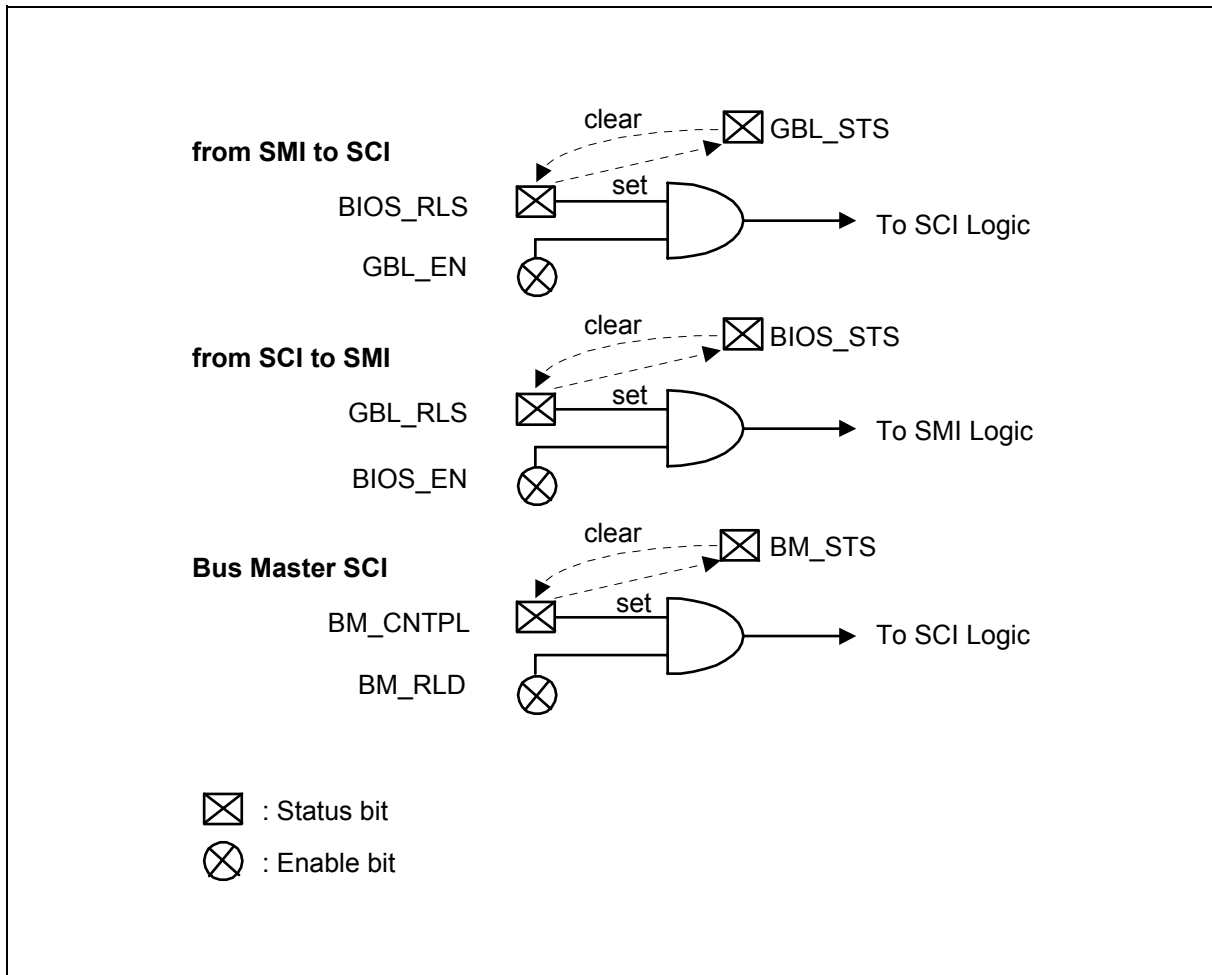 clear
GBL_STS
from SMI to SCI
set
BIOS_RLS
To SCI Logic
GBL_EN
clear
BIOS_STS
from SCI to SMI
set
GBL_RLS
To SMI Logic
BIOS_EN
clear
BM_STS
Bus Master SCI
set
BM_CNTPL
To SCI Logic
BM_RLD
: Status bit
: Enable bit